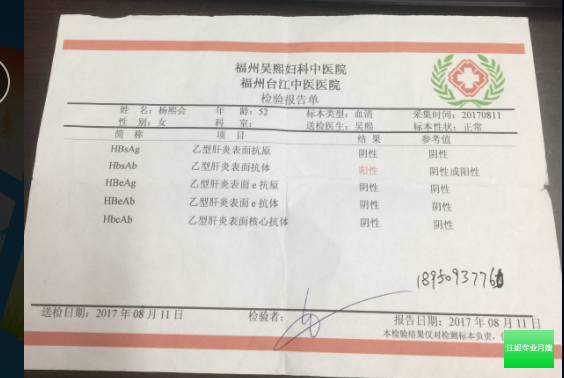 福州吴熙妇科中医院
福州台江中医医院
检验报告单
姓 名：杨熙会 年 龄：52 标本类型：血清 采集时间：20170811
性 别：女 科 室： 送检医生：吴熙 标本性状：正常
简 称 项 目 结 果 参考值
HBsAg 乙型肝炎表面抗原 阴性 阴性
HbsAb 乙型肝炎表面抗体 阳性 阴性或阳性
HBeAg 乙型肝炎表面 e 抗原 阴性 阴性
HBeAb 乙型肝炎表面 e 抗体 阴性 阴性
HbcAb 乙型肝炎表面核心抗体 阴性 阴性
送检日期：2017 年 08 月 11 日 检验者： 报告日期：2017 年 08 月 11 日
本检验结果仅对检测标本负责，
江姐专业月嫂